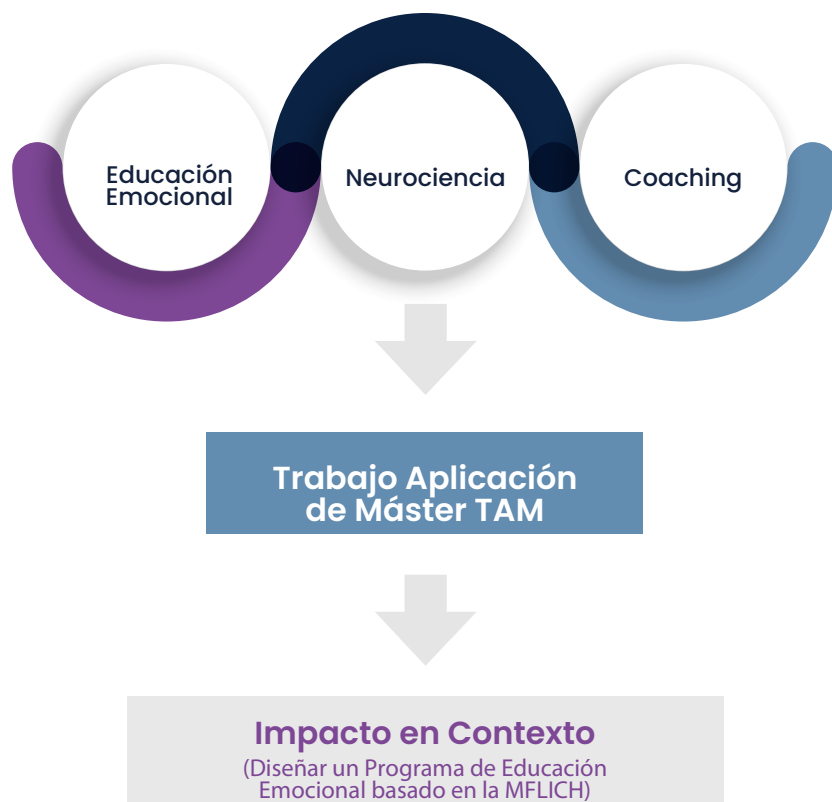 Educación
Emocional
Neurociencia
Coaching
Trabajo Aplicación
de Máster TAM
Impacto en Contexto
(Diseñar un Programa de Educación
Emocional basado en la MFLICH)